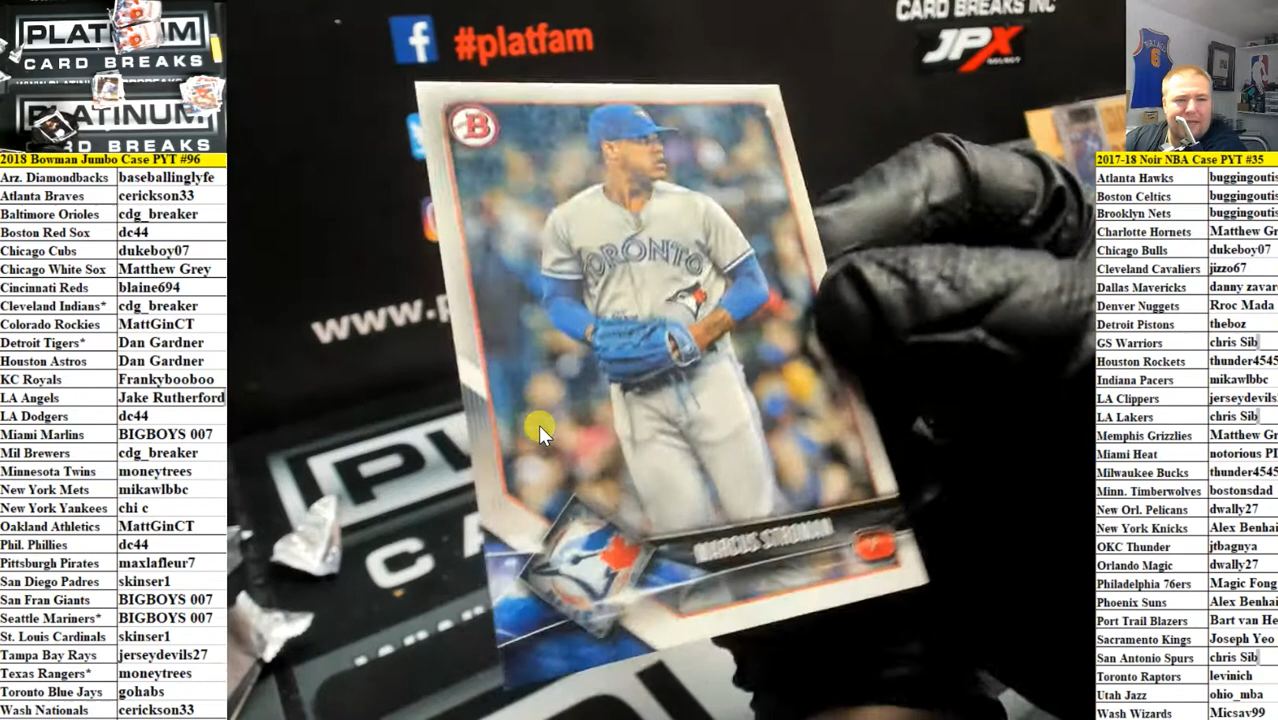 PLATINUM
CARD BREAKS
PLATINUM
CARD BREAKS
2018 Bowman Jumbo Case PYT #96
Arz. Diamondbacks baseballinglyfe
Atlanta Braves cerickson33
Baltimore Orioles cdg_breaker
Boston Red Sox dc44
Chicago Cubs dukeboy07
Chicago White Sox Matthew Grey
Cincinnati Reds blaine694
Cleveland Indians* cdg_breaker
Colorado Rockies MattGinCT
Detroit Tigers* Dan Gardner
Houston Astros Dan Gardner
KC Royals Frankybooboo
LA Angels Jake Rutherford
LA Dodgers dc44
Miami Marlins BIGBOYS 007
Mil Brewers cdg_breaker
Minnesota Twins moneytrees
New York Mets mikawlbbc
New York Yankees chi c
Oakland Athletics MattGinCT
Phil. Phillies dc44
Pittsburgh Pirates maxlafleur7
San Diego Padres skinser1
San Fran Giants BIGBOYS 007
Seattle Mariners* BIGBOYS 007
St. Louis Cardinals skinser1
Tampa Bay Rays jerseydevils27
Texas Rangers* moneytrees
Toronto Blue Jays gohabs
Wash Nationals cerickson33
CARD BREAKS INC
f #platfam
JPX
www.p
B
TORONTO
MARCUS STROMAN
P
PL
C
6
2017-18 Noir NBA Case PYT #35
Atlanta Hawks buggingoutis
Boston Celtics buggingoutis
Brooklyn Nets buggingoutis
Charlotte Hornets Matthew Gr
Chicago Bulls dukeboy07
Cleveland Cavaliers jizzo67
Dallas Mavericks danny zavar
Denver Nuggets Rroc Mada
Detroit Pistons theboz
GS Warriors chris Sib
Houston Rockets thunder4545
Indiana Pacers mikawlbbc
LA Clippers jerseydevils
LA Lakers chris Sib
Memphis Grizzlies Matthew Gr
Miami Heat notorious PI
Milwaukee Bucks thunder4545
Minn. Timberwolves bostonsdad
New Orl. Pelicans dwally27
New York Knicks Alex Benhai
OKC Thunder jtbagnya
Orlando Magic dwally27
Philadelphia 76ers Magic Fong
Phoenix Suns Alex Benhai
Port Trail Blazers Bart van He
Sacramento Kings Joseph Yeo
San Antonio Spurs chris Sib
Toronto Raptors levinich
Utah Jazz ohio_mba
Wash Wizards Micsav99